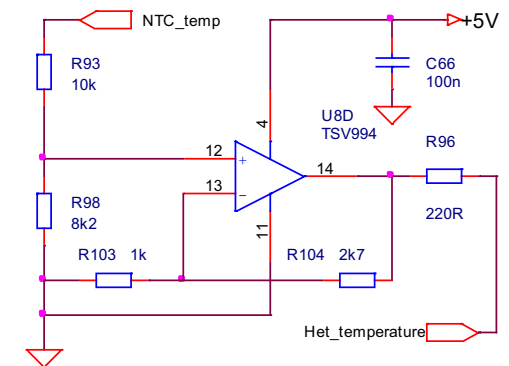 NTC_temp
+5V
R93
10k
C66
100n
U8D
TSV994
4
12
+
13
−
14
11
R96
220R
R98
8k2
R103 1k
R104 2k7
Het_temperature